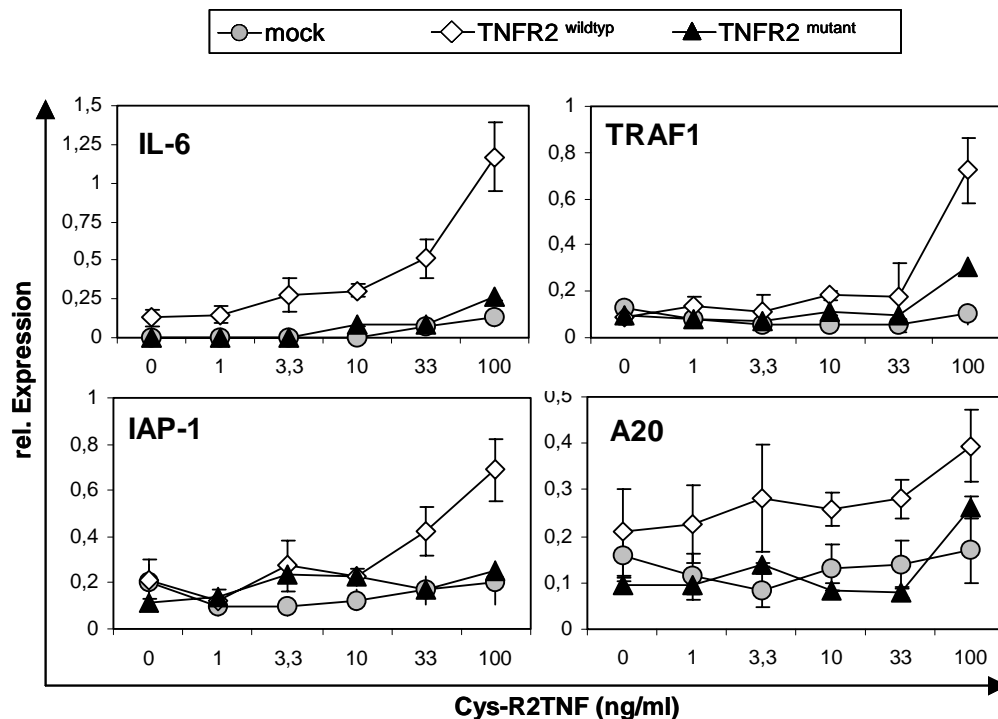 mock TNFR2 wildtyp TNFR2 mutant
rel. Expression
IL-6
1,5
1,25
1
0,75
0,5
0,25
0
0 1 3,3 10 33 100
TRAF1
1
0,8
0,6
0,4
0,2
0
0 1 3,3 10 33 100
IAP-1
1
0,8
0,6
0,4
0,2
0
0 1 3,3 10 33 100
A20
0,5
0,4
0,3
0,2
0,1
0
0 1 3,3 10 33 100
Cys-R2TNF (ng/ml)